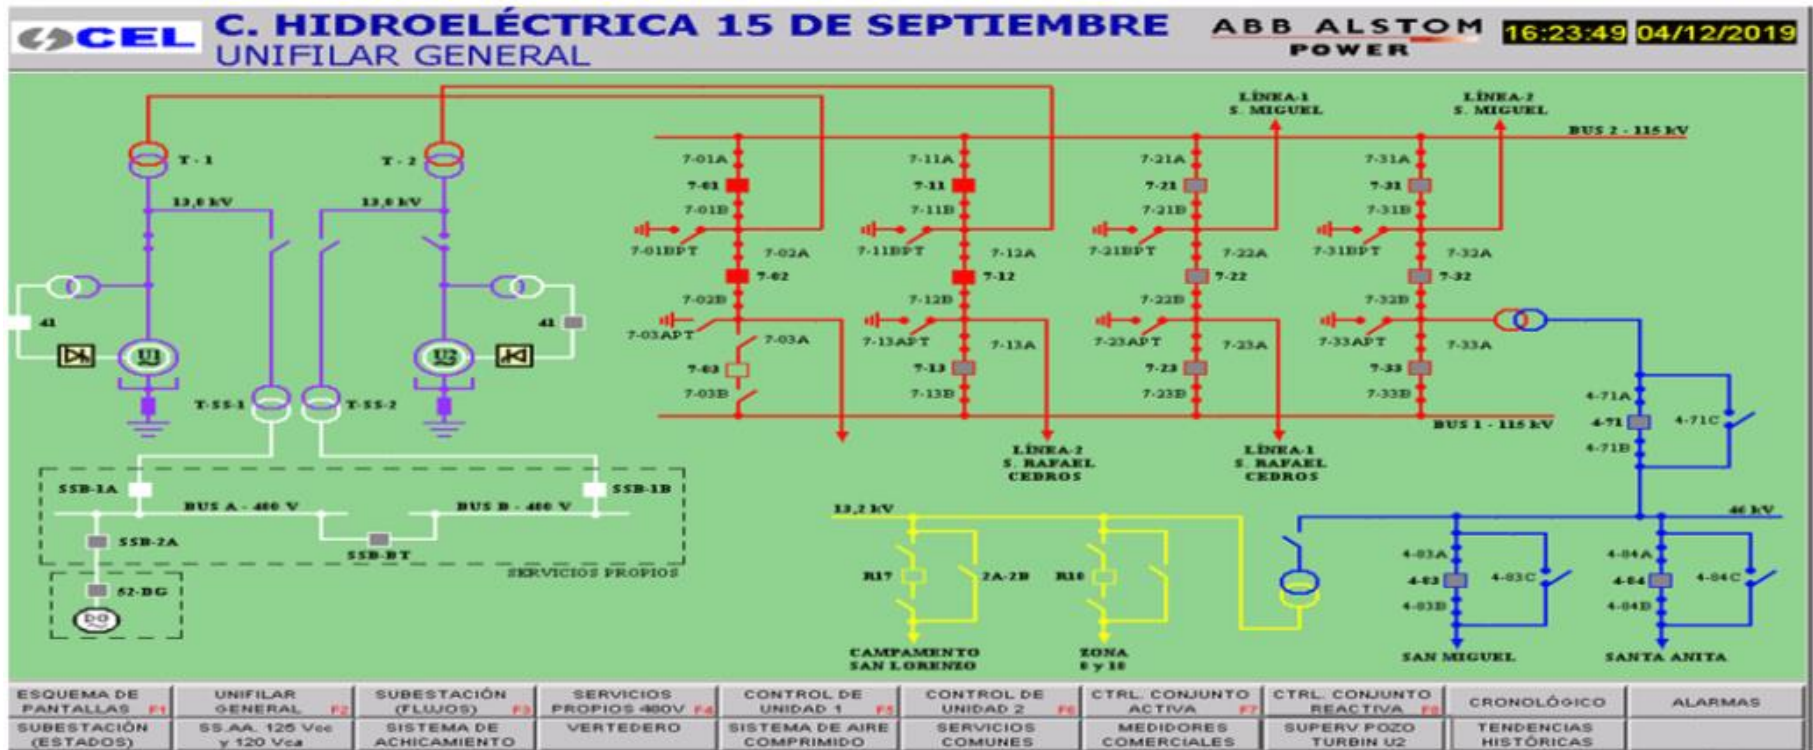 CEL
C. HIDROELÉCTRICA 15 DE SEPTIEMBRE
UNIFILAR GENERAL
ABB ALSTOM
POWER
16:23:49 04/12/2019
LÍNEA-1
S. MIGUEL
LÍNEA-2
S. MIGUEL
BUS 2 - 115 kV
T - 1
T - 2
7-01A
7-11A
7-21A
7-31A
7-01
7-11
7-21
7-31
13,8 kV
13,8 kV
7-01B
7-11B
7-21B
7-31B
7-01BPT
7-02A
7-11BPT
7-12A
7-21BPT
7-22A
7-31BPT
7-32A
7-02
7-12
7-22
7-32
7-02B
7-12B
7-22B
7-32B
41
41
7-03APT
7-03A
7-13APT
7-13A
7-23APT
7-23A
7-33APT
7-33A
U1
U2
7-03
7-13
7-23
7-33
7-03B
7-13B
7-23B
7-33B
T-SS-1
T-SS-2
4-71A
4-71
4-71C
4-71B
BUS 1 - 115 kV
LÍNEA-2
S. RAFAEL
CEDROS
LÍNEA-1
S. RAFAEL
CEDROS
SSB-1A
SSB-1B
BUS A - 480 V
BUS B - 480 V
13,2 kV
46 kV
SSB-2A
SSB-BT
SERVICIOS PROPIOS
52-BG
R17
2A-2B
R18
4-83A
4-83
4-83C
4-83B
4-84A
4-84
4-84C
4-84B
CAMPAMENTO
SAN LORENZO
ZONA
8 y 10
SAN MIGUEL
SANTA ANITA
ESQUEMA DE
PANTALLAS F1
UNIFILAR
GENERAL F2
SUBESTACIÓN
(FLUJOS) F3
SERVICIOS
PROPIOS 480V F4
CONTROL DE
UNIDAD 1 F5
CONTROL DE
UNIDAD 2 F6
CTRL. CONJUNTO
ACTIVA F7
CTRL. CONJUNTO
REACTIVA F8
CRONOLÓGICO
ALARMAS
SUBESTACIÓN
(ESTADOS)
SS.AA. 125 Vcc
y 120 Vca
SISTEMA DE
ACHICAMIENTO
VERTEDERO
SISTEMA DE AIRE
COMPRIMIDO
SERVICIOS
COMUNES
MEDIDORES
COMERCIALES
SUPERV POZO
TURBIN U2
TENDENCIAS
HISTÓRICAS